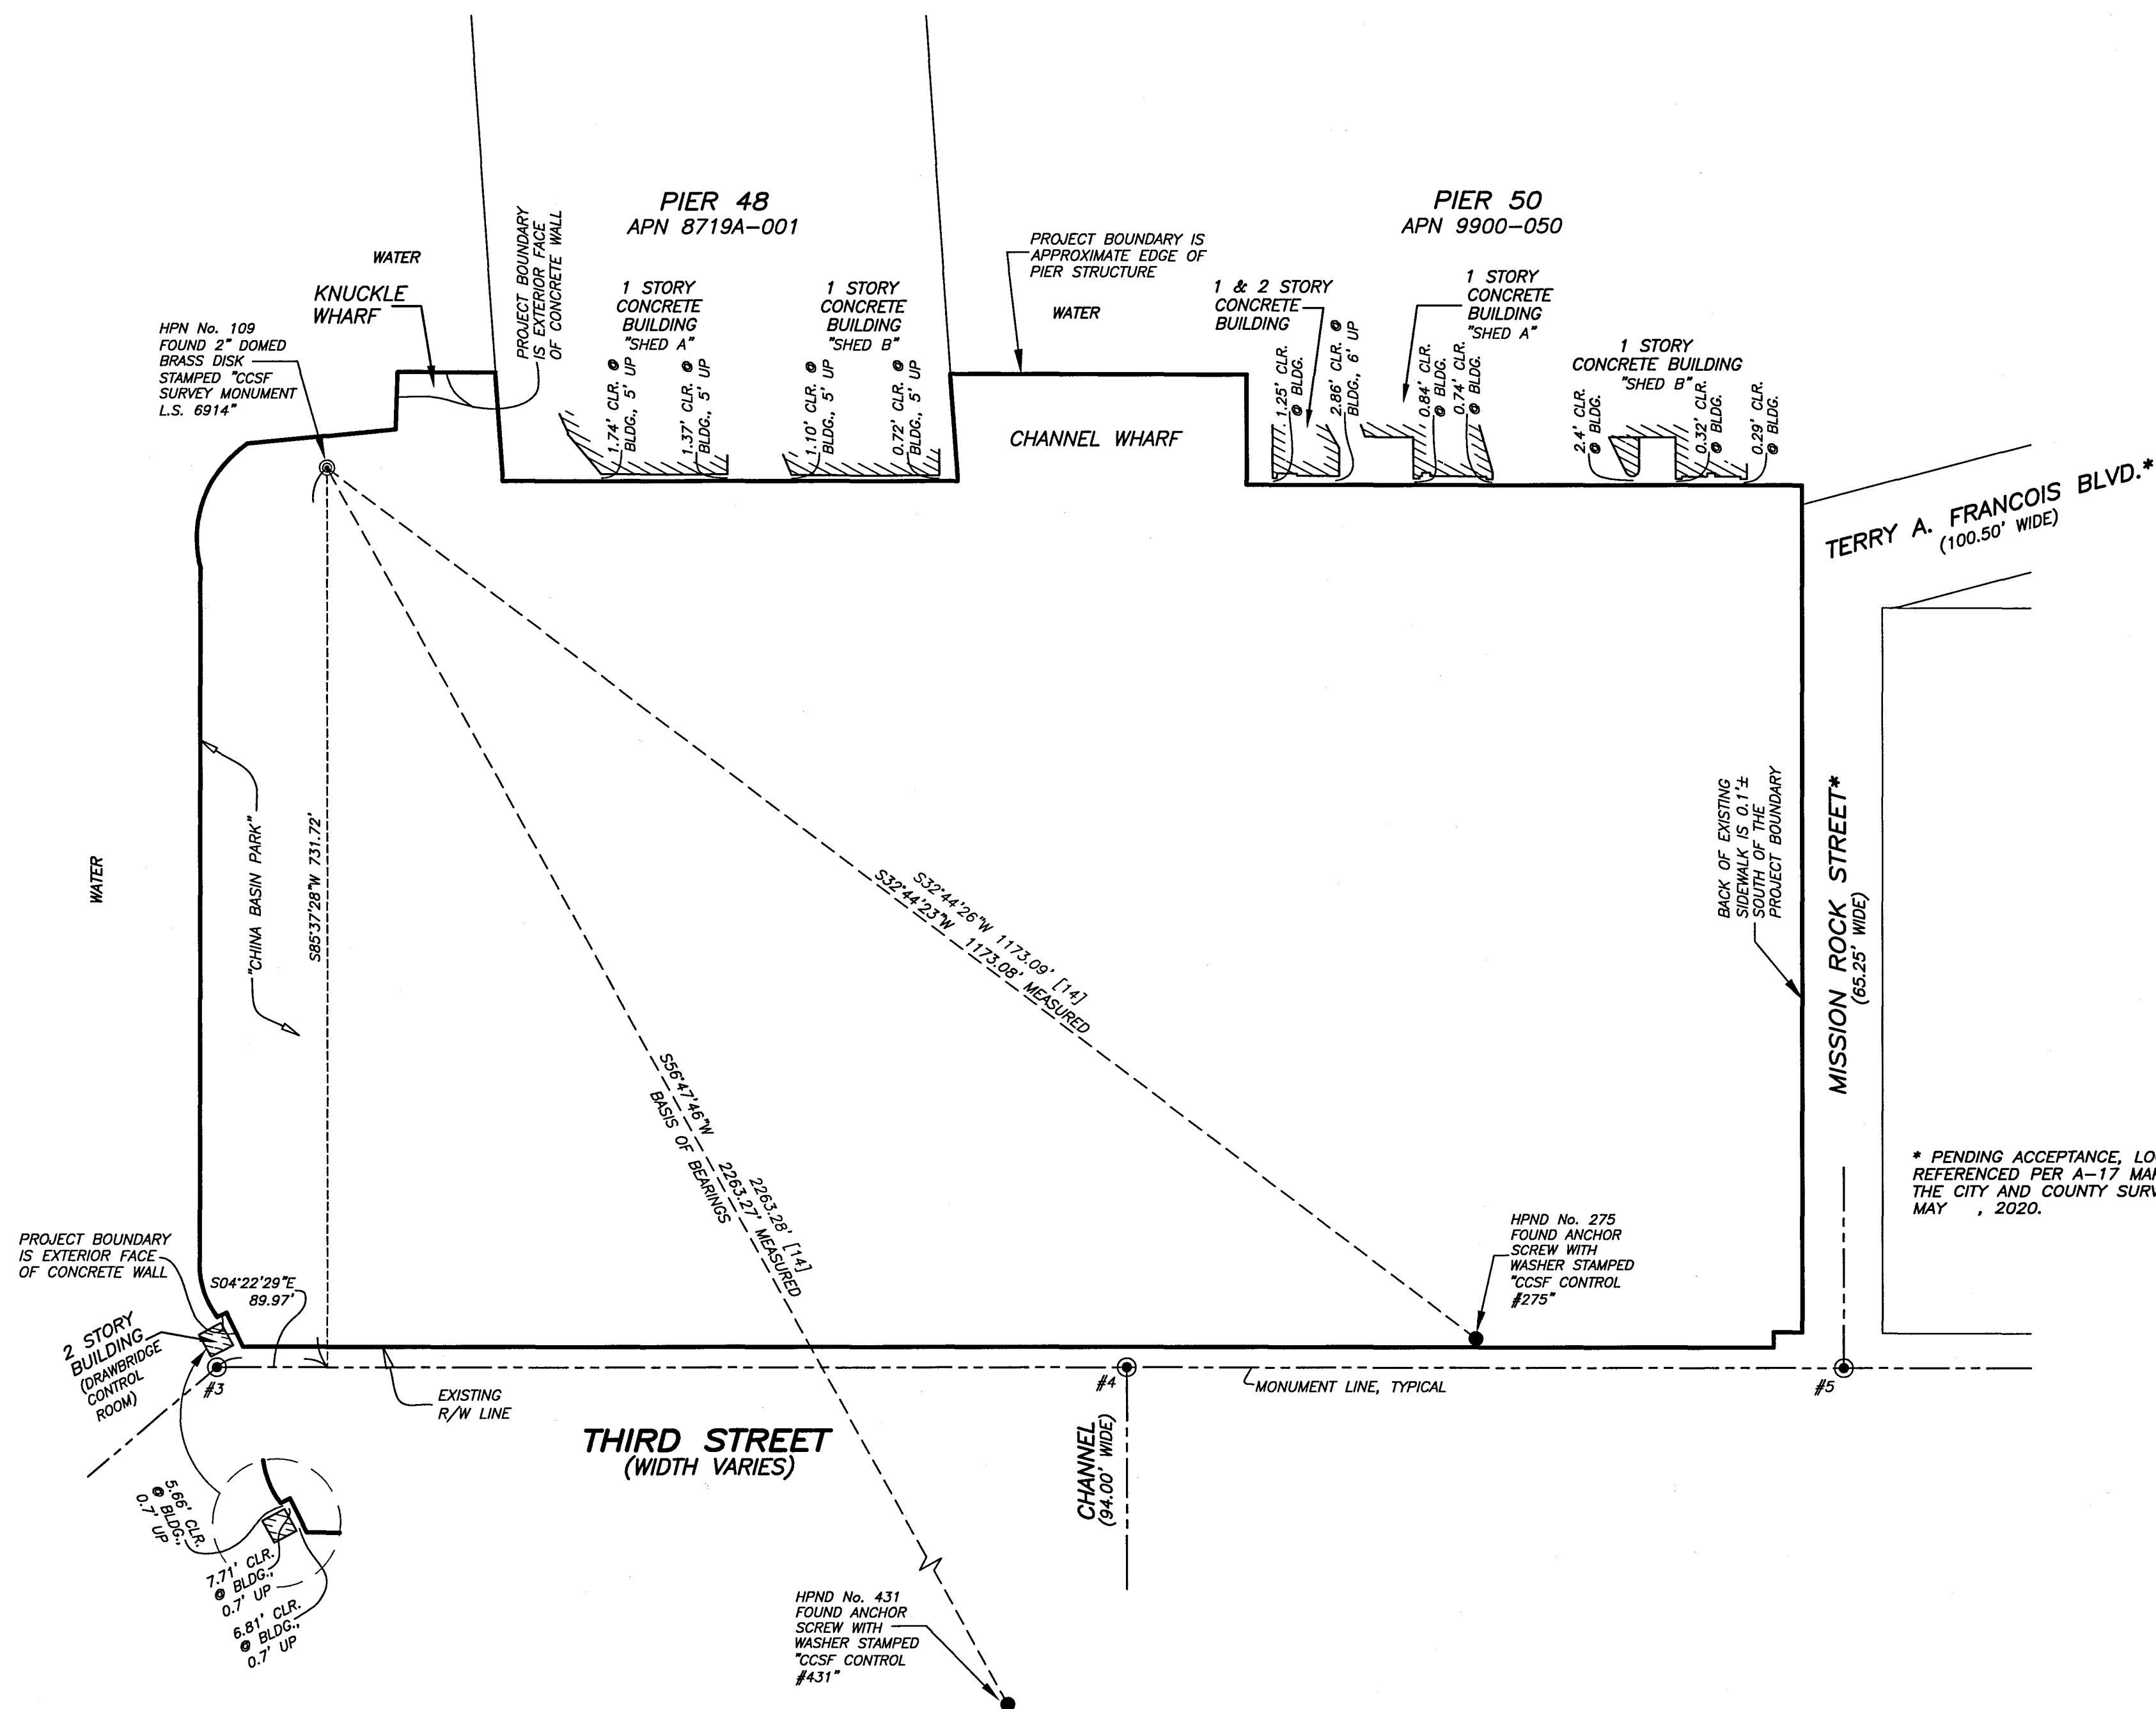 PIER 48
APN 8719A-001
PIER 50
APN 9900-050
WATER
KNUCKLE
WHARF
PROJECT BOUNDARY
IS EXTERIOR FACE
OF CONCRETE WALL
HPN No. 109
FOUND 2" DOMED
BRASS DISK
STAMPED "CCSF
SURVEY MONUMENT
L.S. 6914"
1 STORY
CONCRETE
BUILDING
"SHED A"
1.74' CLR. @
BLDG., 5' UP
1.37' CLR. @
BLDG., 5' UP
1 STORY
CONCRETE
BUILDING
"SHED B"
1.10' CLR. @
BLDG., 5' UP
0.72' CLR. @
BLDG., 5' UP
PROJECT BOUNDARY IS
APPROXIMATE EDGE OF
PIER STRUCTURE
WATER
CHANNEL WHARF
1 & 2 STORY
CONCRETE
BUILDING
1.25' CLR.
@ BLDG.
2.86' CLR. @
BLDG., 6' UP
1 STORY
CONCRETE
BUILDING
"SHED A"
0.84' CLR.
@ BLDG.
0.74' CLR.
@ BLDG.
1 STORY
CONCRETE BUILDING
"SHED B"
2.4' CLR.
@ BLDG.
0.32' CLR.
@ BLDG.
0.29' CLR.
@ BLDG.
TERRY A. FRANCOIS BLVD.*
(100.50' WIDE)
WATER
"CHINA BASIN PARK"
S85°37'28"W 731.72'
S32°44'26"W 1173.09' [14]
S32°44'23"W 1173.08' MEASURED
BACK OF EXISTING
SIDEWALK IS 0.1'±
SOUTH OF THE
PROJECT BOUNDARY
MISSION ROCK STREET*
(65.25' WIDE)
S56°47'46"W
BASIS OF BEARINGS
2263.28' [14]
2263.27' MEASURED
* PENDING ACCEPTANCE, LO
REFERENCED PER A-17 MA
THE CITY AND COUNTY SURV
MAY , 2020.
HPND No. 275
FOUND ANCHOR
SCREW WITH
WASHER STAMPED
"CCSF CONTROL
#275"
PROJECT BOUNDARY
IS EXTERIOR FACE
OF CONCRETE WALL
S04°22'29"E
89.97'
2 STORY
BUILDING
(DRAWBRIDGE
CONTROL
ROOM)
#3
EXISTING
R/W LINE
#4
MONUMENT LINE, TYPICAL
#5
THIRD STREET
(WIDTH VARIES)
CHANNEL
(94.00' WIDE)
5.66' CLR.
@ BLDG.,
0.7' UP
7.71' CLR.
@ BLDG.,
0.7' UP
6.81' CLR.
@ BLDG.,
0.7' UP
HPND No. 431
FOUND ANCHOR
SCREW WITH
WASHER STAMPED
"CCSF CONTROL
#431"